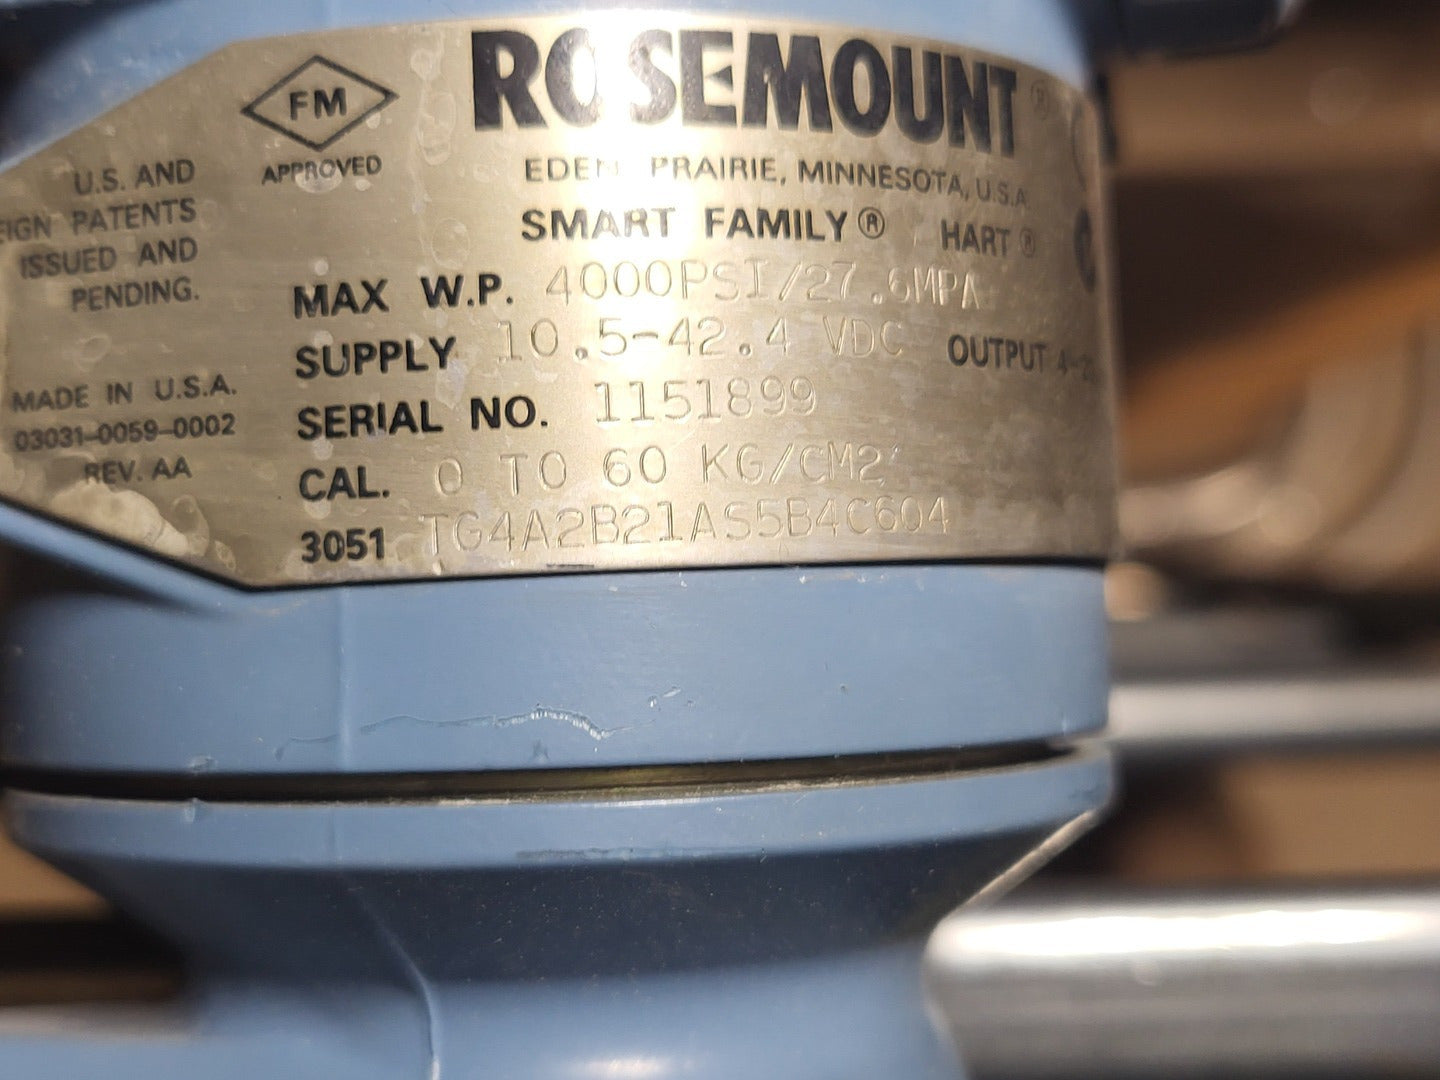 FM
APPROVED
ROSEMOUNT ®
EDEN PRAIRIE, MINNESOTA, U.S.A.
SMART FAMILY ® HART ®
U.S. AND
PATENTS
ISSUED AND
PENDING.
MAX W.P. 4000PSI/27.6MPA
SUPPLY 10.5-42.4 VDC OUTPUT
SERIAL NO. 1151899
CAL. 0 TO 60 KG/CM2
3051 TG4A2B21AS5B4C604
MADE IN U.S.A.
03031-0059-0002
REV. AA